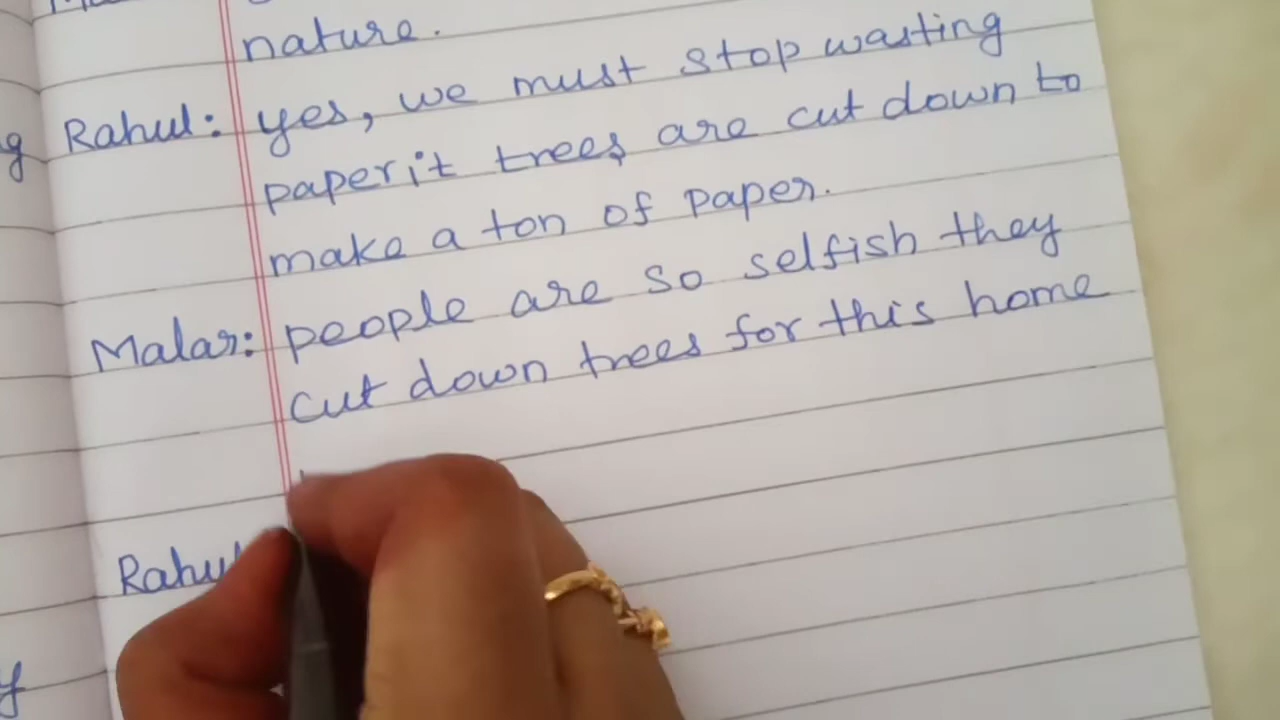 nature.
Rahul: yes, we must stop wasting
paper it trees are cut down to
make a ton of paper.
Malar: people are so selfish they
cut down trees for this home
Rahul